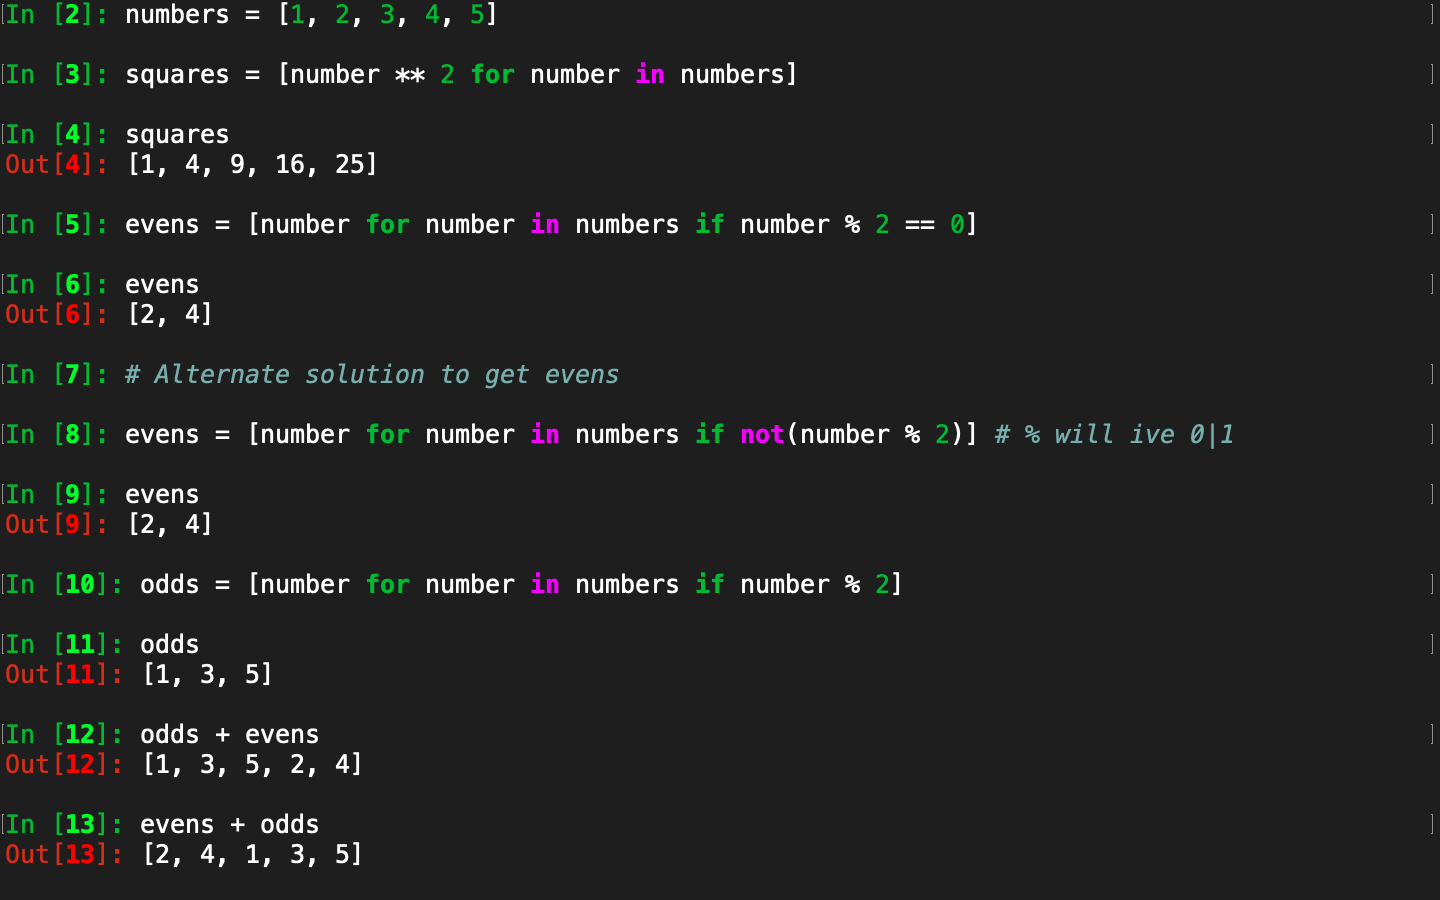 In [2]: numbers = [1, 2, 3, 4, 5]
In [3]: squares = [number ** 2 for number in numbers]
In [4]: squares
Out[4]: [1, 4, 9, 16, 25]
In [5]: evens = [number for number in numbers if number % 2 == 0]
In [6]: evens
Out[6]: [2, 4]
In [7]: # Alternate solution to get evens
In [8]: evens = [number for number in numbers if not(number % 2)] # % will ive 0|1
In [9]: evens
Out[9]: [2, 4]
In [10]: odds = [number for number in numbers if number % 2]
In [11]: odds
Out[11]: [1, 3, 5]
In [12]: odds + evens
Out[12]: [1, 3, 5, 2, 4]
In [13]: evens + odds
Out[13]: [2, 4, 1, 3, 5]